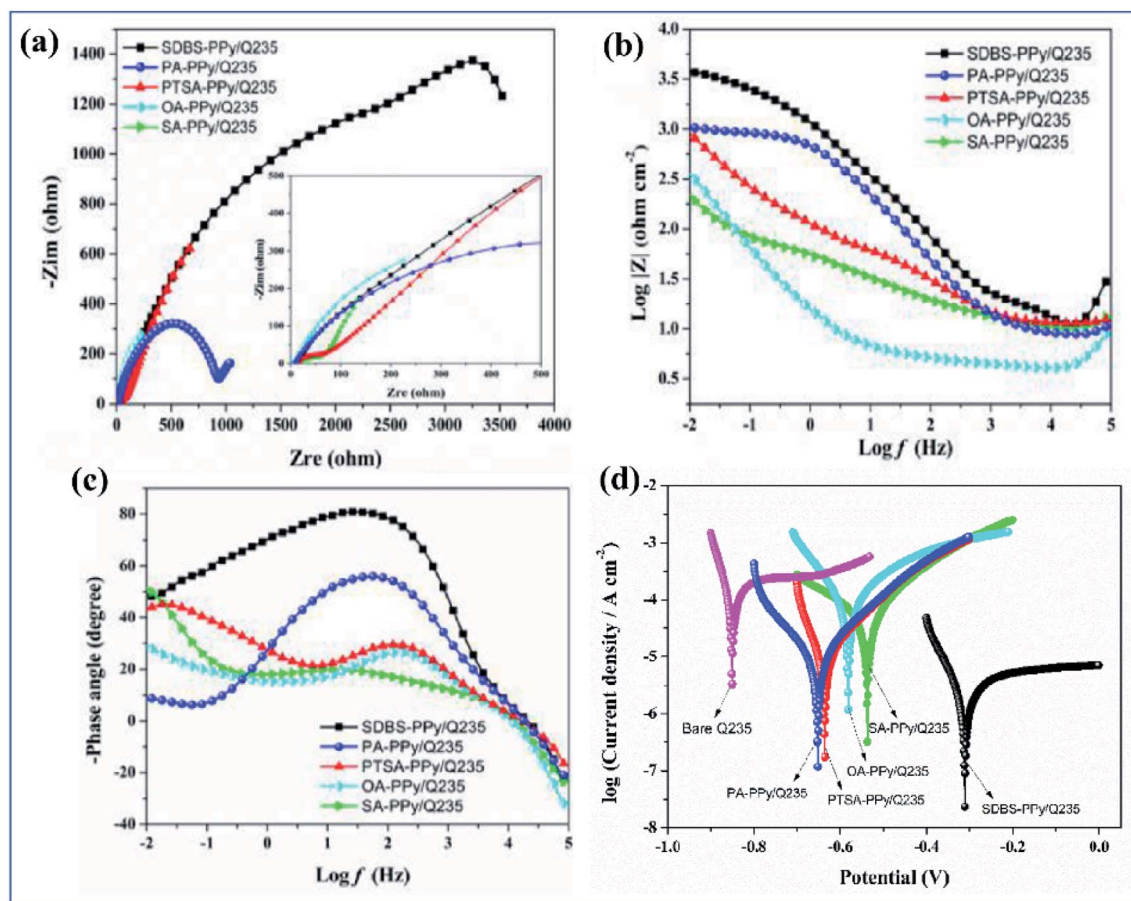 (a)
SDBS-PPy/Q235
PA-PPy/Q235
PTSA-PPy/Q235
OA-PPy/Q235
SA-PPy/Q235
1400
1200
1000
800
600
400
200
0
-Zim (ohm)
0 500 1000 1500 2000 2500 3000 3500 4000
Zre (ohm)
500
400
300
200
100
0
-Zim (ohm)
0 100 200 300 400 500
Zre (ohm)
(b)
SDBS-PPy/Q235
PA-PPy/Q235
PTSA-PPy/Q235
OA-PPy/Q235
SA-PPy/Q235
4.0
3.5
3.0
2.5
2.0
1.5
1.0
0.5
Log |Z| (ohm cm-2)
-2 -1 0 1 2 3 4 5
Log f (Hz)
(c)
80
60
40
20
0
-20
-40
-Phase angle (degree)
SDBS-PPy/Q235
PA-PPy/Q235
PTSA-PPy/Q235
OA-PPy/Q235
SA-PPy/Q235
-2 -1 0 1 2 3 4 5
Log f (Hz)
(d)
-2
-3
-4
-5
-6
-7
-8
log (Current density / A cm-2)
Bare Q235
SA-PPy/Q235
OA-PPy/Q235
PA-PPy/Q235
PTSA-PPy/Q235
SDBS-PPy/Q235
-1.0 -0.8 -0.6 -0.4 -0.2 0.0
Potential (V)